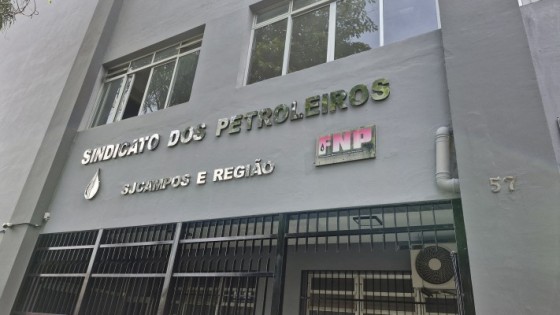 SINDICATO DOS PETROLEIROS
SJCAMPOS E REGIÃO
FNP
57